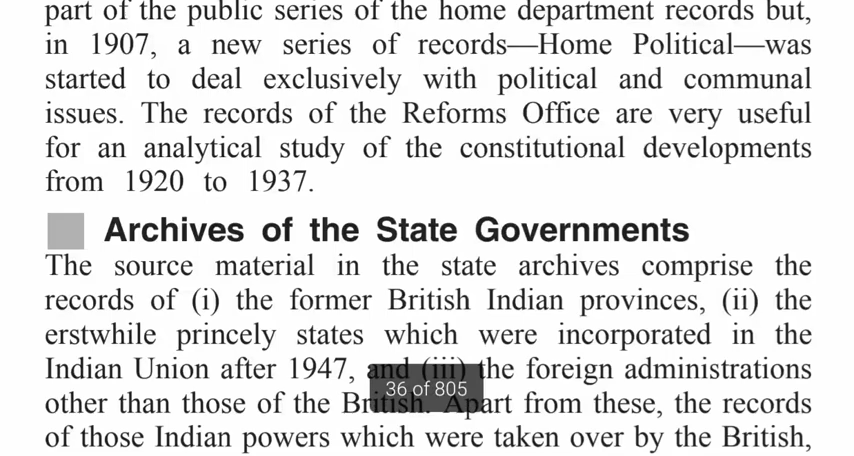 part of the public series of the home department records but,
in 1907, a new series of records—Home Political—was
started to deal exclusively with political and communal
issues. The records of the Reforms Office are very useful
for an analytical study of the constitutional developments
from 1920 to 1937.
Archives of the State Governments
The source material in the state archives comprise the
records of (i) the former British Indian provinces, (ii) the
erstwhile princely states which were incorporated in the
Indian Union after 1947, and (iii) the foreign administrations
36 of 805
other than those of the British. Apart from these, the records
of those Indian powers which were taken over by the British,